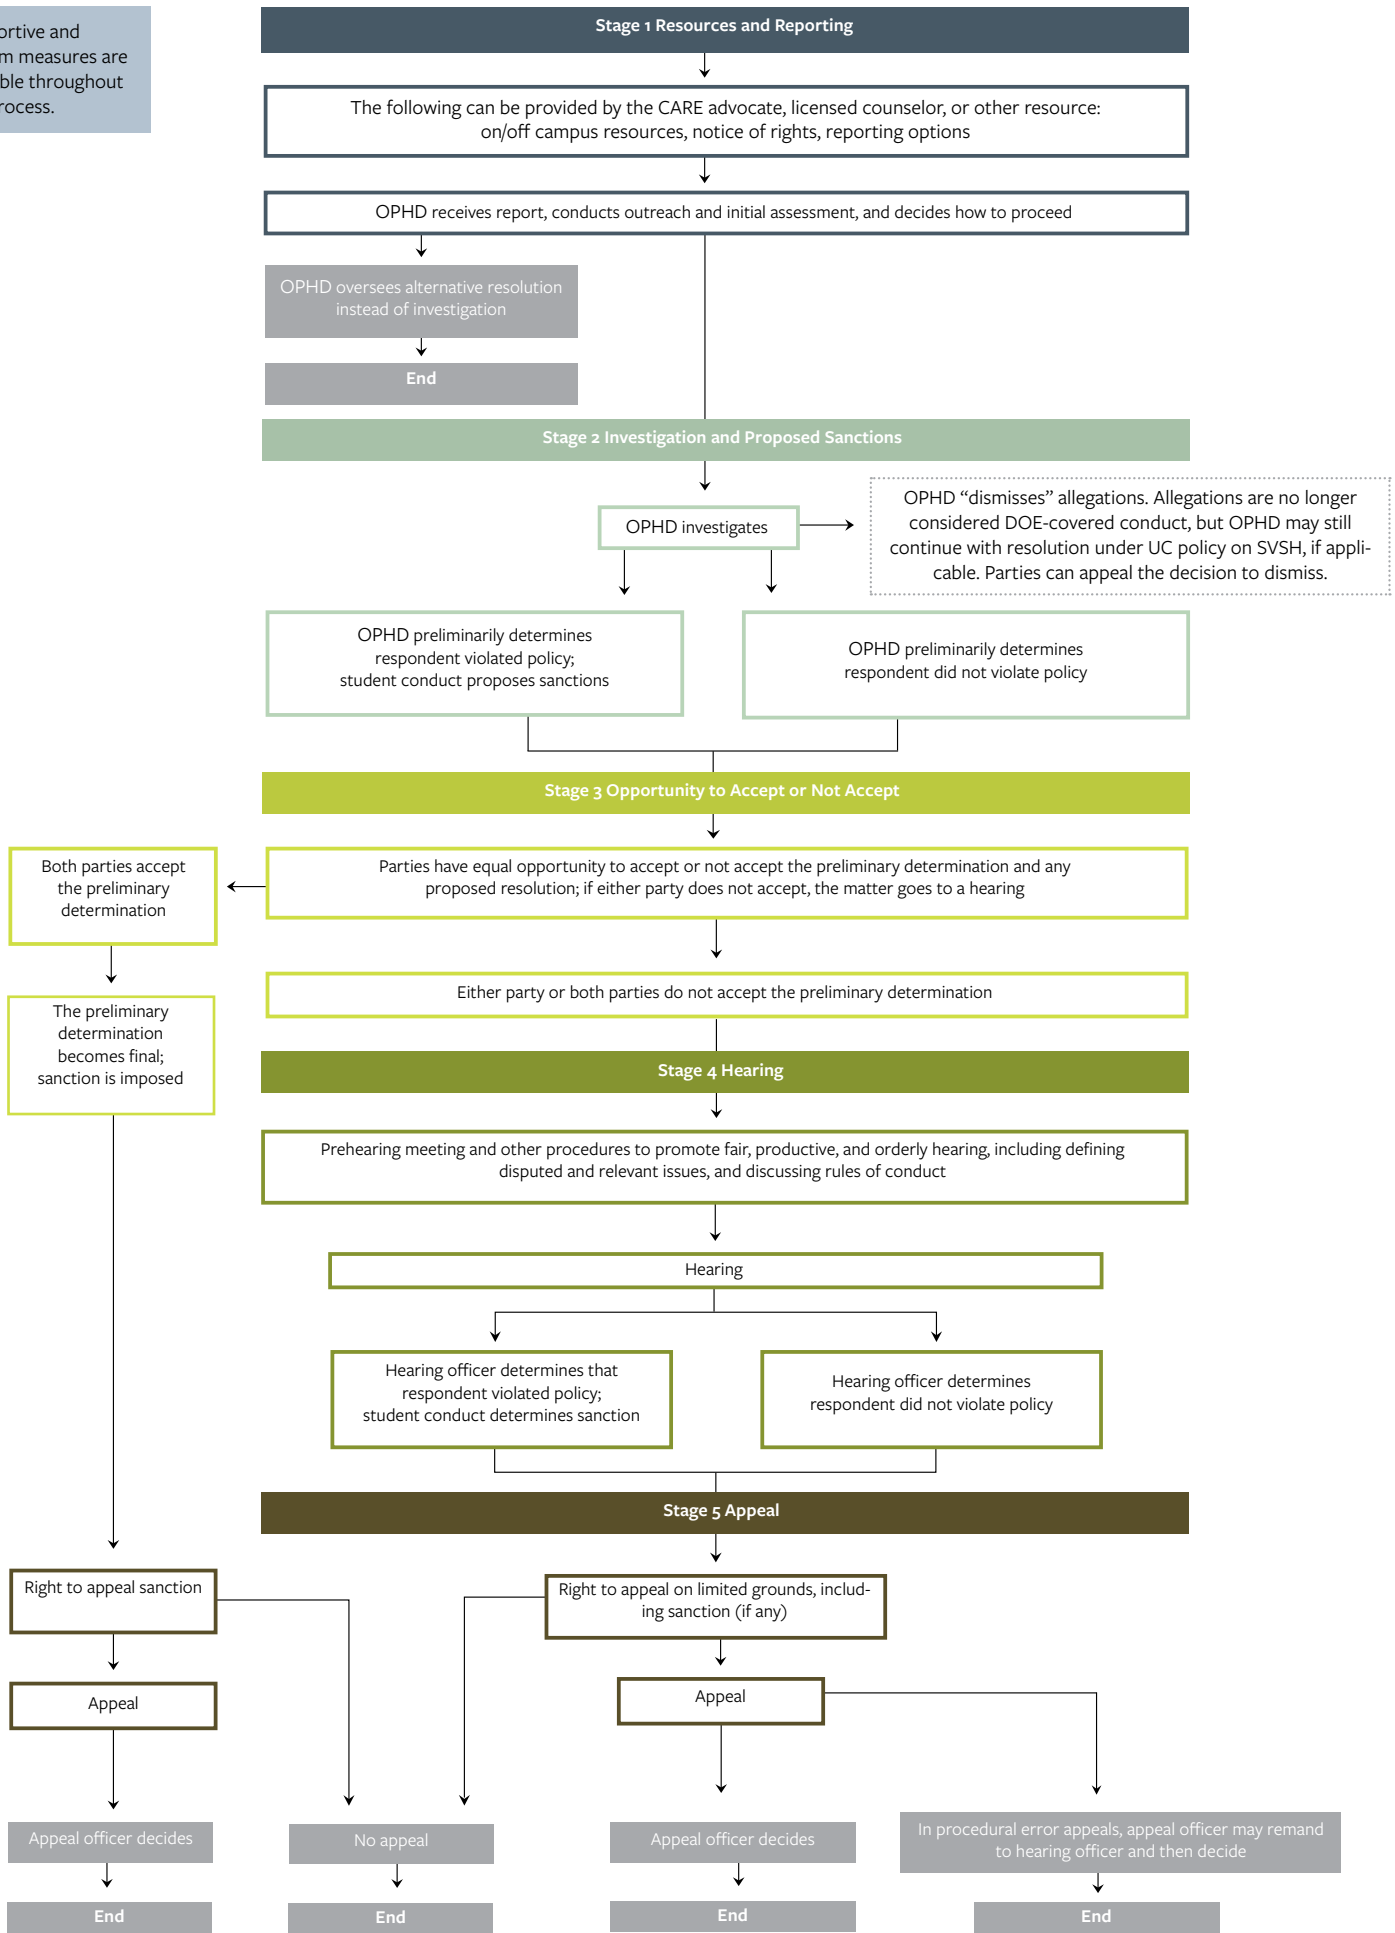 ortive and
m measures are
ble throughout
rocess.
Stage 1 Resources and Reporting
The following can be provided by the CARE advocate, licensed counselor, or other resource:
on/off campus resources, notice of rights, reporting options
OPHD receives report, conducts outreach and initial assessment, and decides how to proceed
OPHD oversees alternative resolution
instead of investigation
End
Stage 2 Investigation and Proposed Sanctions
OPHD investigates
OPHD “dismisses” allegations. Allegations are no longer
considered DOE-covered conduct, but OPHD may still
continue with resolution under UC policy on SVSH, if appli-
cable. Parties can appeal the decision to dismiss.
OPHD preliminarily determines
respondent violated policy;
student conduct proposes sanctions
OPHD preliminarily determines
respondent did not violate policy
Stage 3 Opportunity to Accept or Not Accept
Both parties accept
the preliminary
determination
Parties have equal opportunity to accept or not accept the preliminary determination and any
proposed resolution; if either party does not accept, the matter goes to a hearing
Either party or both parties do not accept the preliminary determination
The preliminary
determination
becomes final;
sanction is imposed
Stage 4 Hearing
Prehearing meeting and other procedures to promote fair, productive, and orderly hearing, including defining
disputed and relevant issues, and discussing rules of conduct
Hearing
Hearing officer determines that
respondent violated policy;
student conduct determines sanction
Hearing officer determines
respondent did not violate policy
Stage 5 Appeal
Right to appeal sanction
Right to appeal on limited grounds, includ-
ing sanction (if any)
Appeal
Appeal
Appeal officer decides
No appeal
Appeal officer decides
In procedural error appeals, appeal officer may remand
to hearing officer and then decide
End
End
End
End